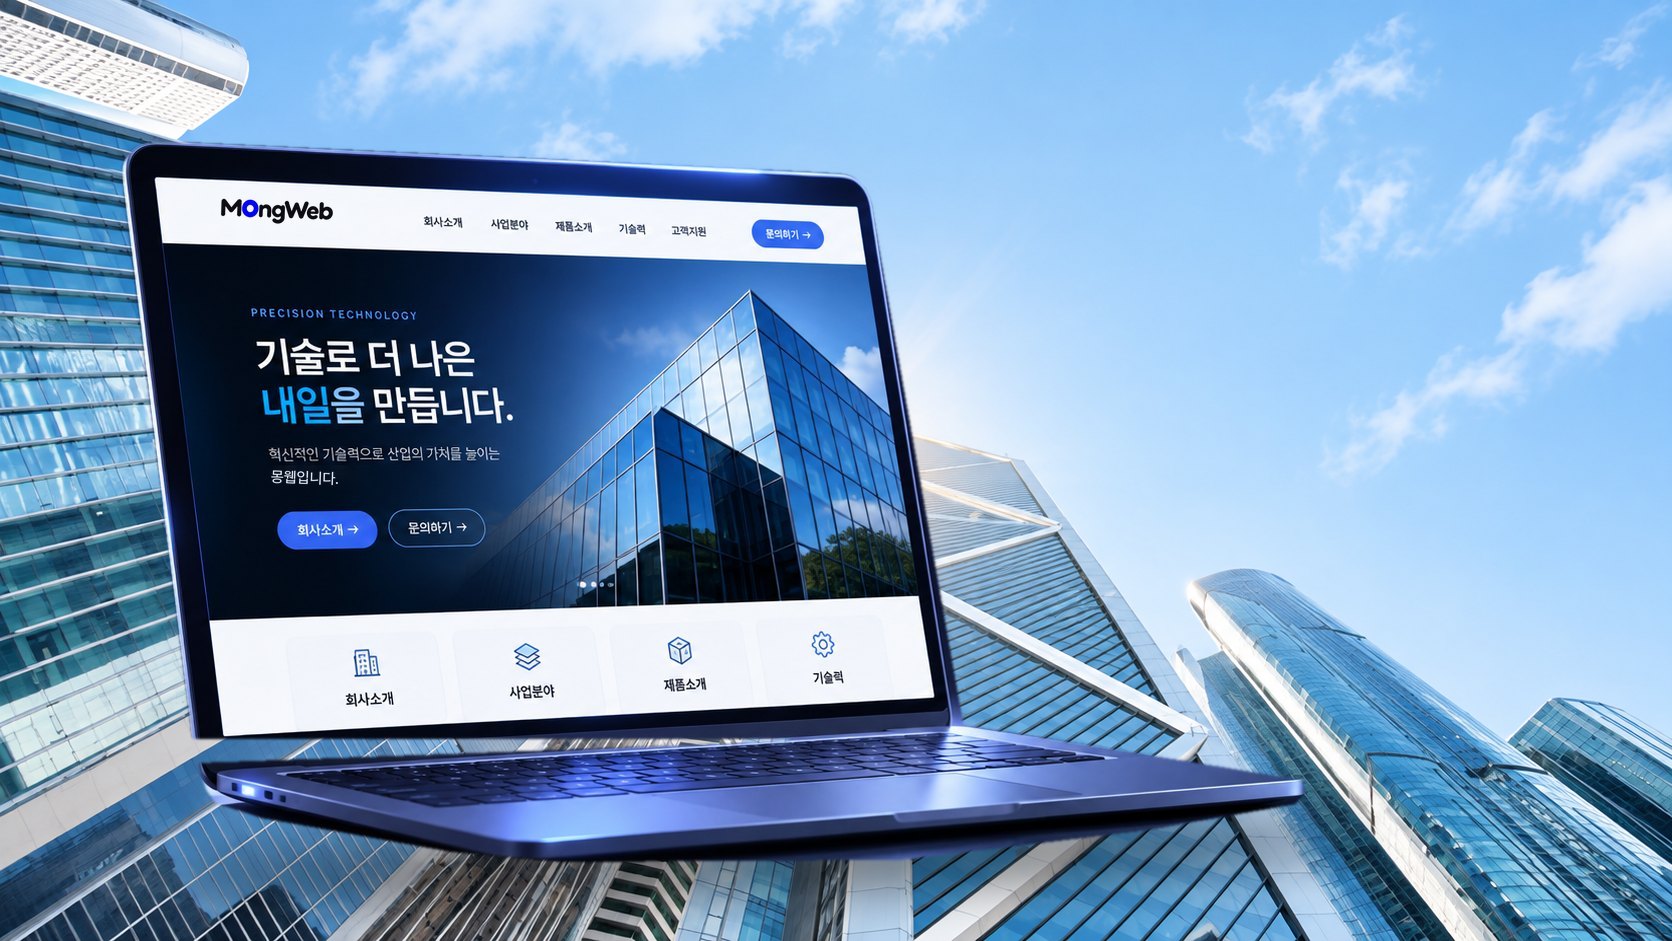 MOngWeb
회사소개 사업분야 제품소개 기술력 고객지원 문의하기 →
PRECISION TECHNOLOGY
기술로 더 나은
내일을 만듭니다.
혁신적인 기술력으로 산업의 가처를 높이는
몽웹입니다.
회사소개 → 문의하기 →
회사소개 사업분야 제품소개 기술력